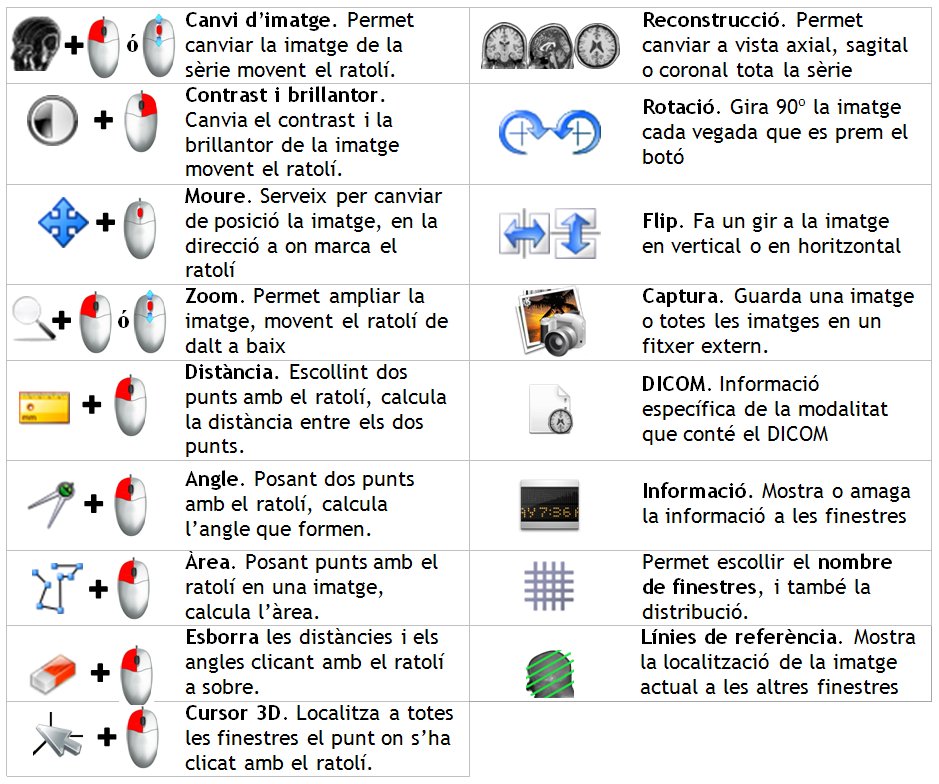 ó
Canvi d’imatge. Permet
canviar la imatge de la
sèrie movent el ratolí.
Contrast i brillantor.
Canvia el contrast i la
brillantor de la imatge
movent el ratolí.
Moure. Serveix per canviar
de posició la imatge, en la
direcció a on marca el
ratolí
ó
Zoom. Permet ampliar la
imatge, movent el ratolí de
dalt a baix
mm
Distància. Escollint dos
punts amb el ratolí, calcula
la distància entre els dos
punts.
Angle. Posant dos punts
amb el ratolí, calcula
l’angle que formen.
Àrea. Posant punts amb el
ratolí en una imatge,
calcula l’àrea.
Esborra les distàncies i els
angles clicant amb el ratolí
a sobre.
Cursor 3D. Localitza a totes
les finestres el punt on s’ha
clicat amb el ratolí.
Reconstrucció. Permet
canviar a vista axial, sagital
o coronal tota la sèrie
Rotació. Gira 90º la imatge
cada vegada que es prem el
botó
Flip. Fa un gir a la imatge
en vertical o en horitzontal
Captura. Guarda una imatge
o totes les imatges en un
fitxer extern.
DICOM. Informació
específica de la modalitat
que conté el DICOM
Informació. Mostra o amaga
la informació a les finestres
Permet escollir el nombre
de finestres, i també la
distribució.
Línies de referència. Mostra
la localització de la imatge
actual a les altres finestres